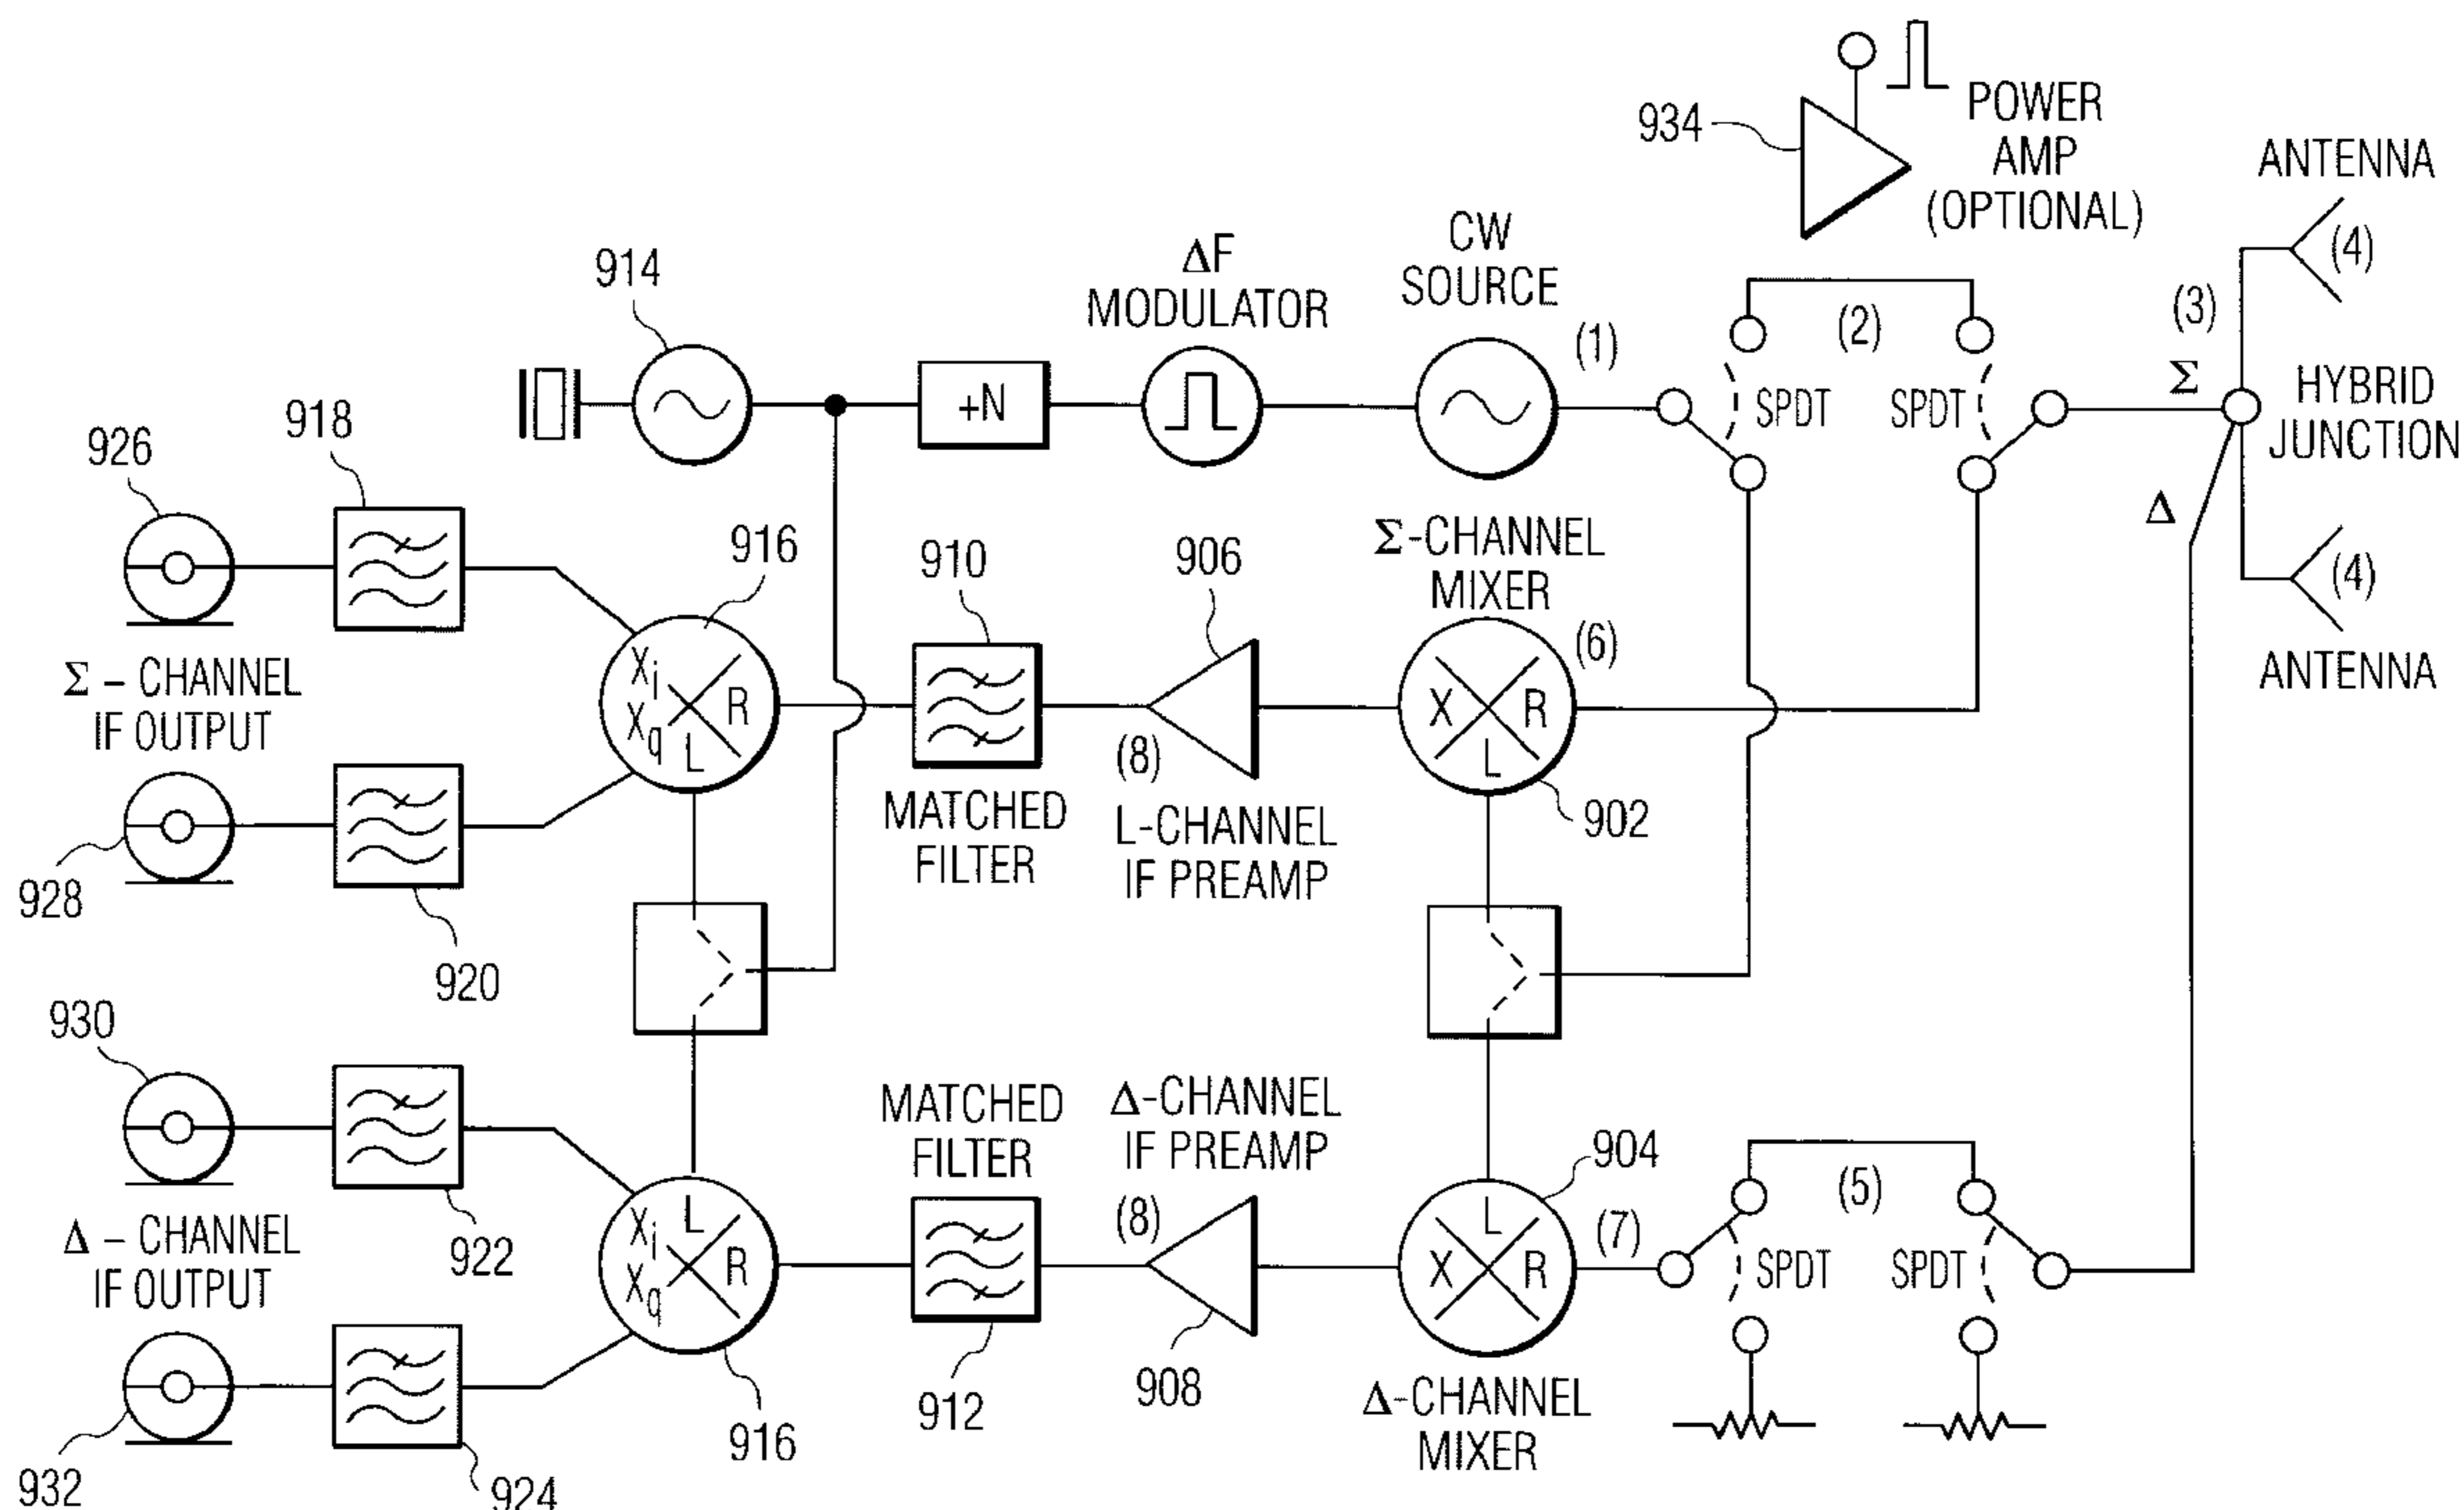 934
POWER
AMP
(OPTIONAL)
ANTENNA
(4)
914
ΔF
MODULATOR
CW
SOURCE
(1)
(2)
(3)
Σ
HYBRID
JUNCTION
+N
SPDT
SPDT
926
918
916
910
906
Σ-CHANNEL
MIXER
(6)
Δ
(4)
ANTENNA
Σ – CHANNEL
IF OUTPUT
Xi
Xq
R
L
X
R
L
(8)
MATCHED
FILTER
L-CHANNEL
IF PREAMP
902
928
920
930
MATCHED
FILTER
Δ-CHANNEL
IF PREAMP
(8)
904
(7)
(5)
SPDT
SPDT
Δ – CHANNEL
IF OUTPUT
922
Xi
Xq
L
R
L
X
R
932
924
916
912
908
Δ-CHANNEL
MIXER